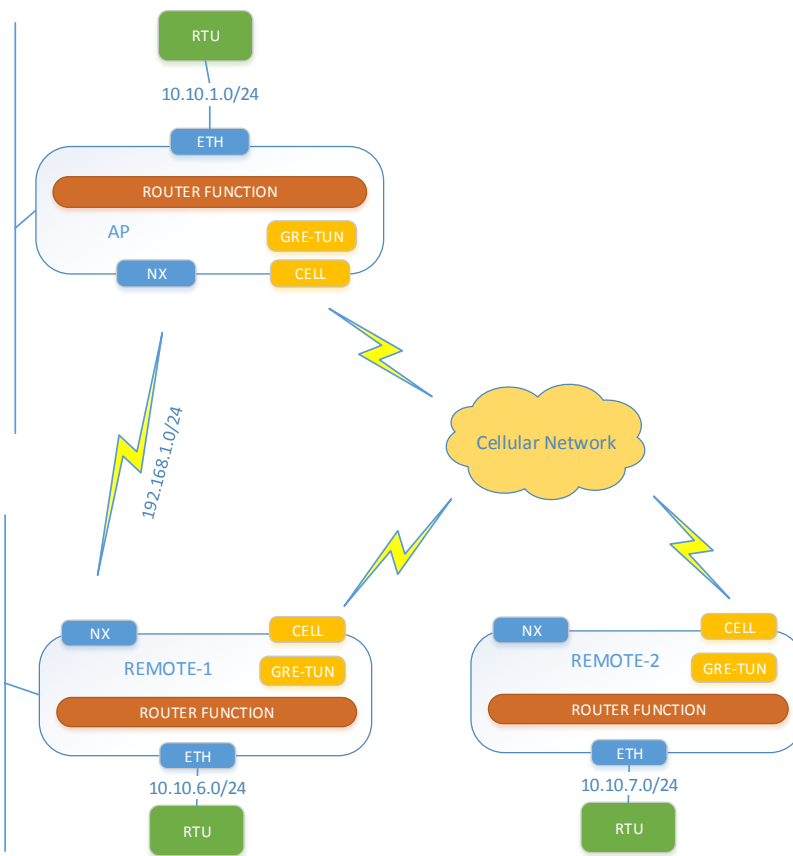 RTU
10.10.1.0/24
ETH
ROUTER FUNCTION
AP
GRE-TUN
NX
CELL
192.168.1.0/24
Cellular Network
NX
CELL
REMOTE-1
GRE-TUN
ROUTER FUNCTION
ETH
10.10.6.0/24
RTU
NX
CELL
REMOTE-2
GRE-TUN
ROUTER FUNCTION
ETH
10.10.7.0/24
RTU